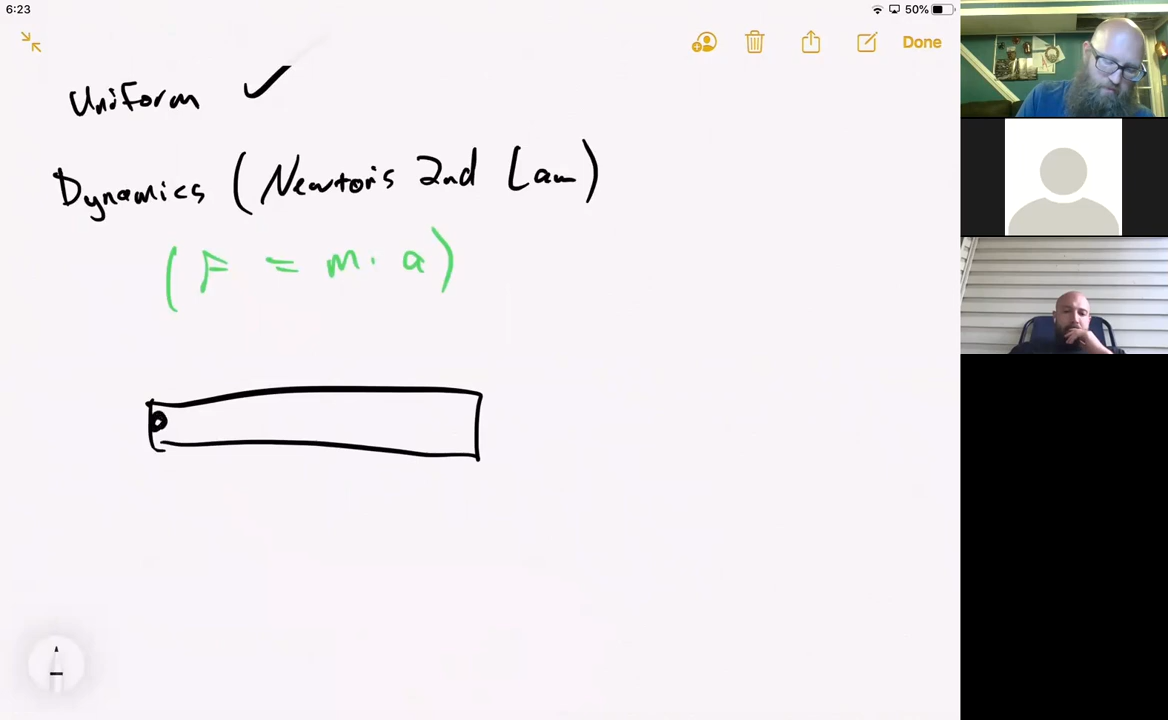 6:23
50%
Done
Uniform ✓
Dynamics (Newton's 2nd Law)
(F = m · a)